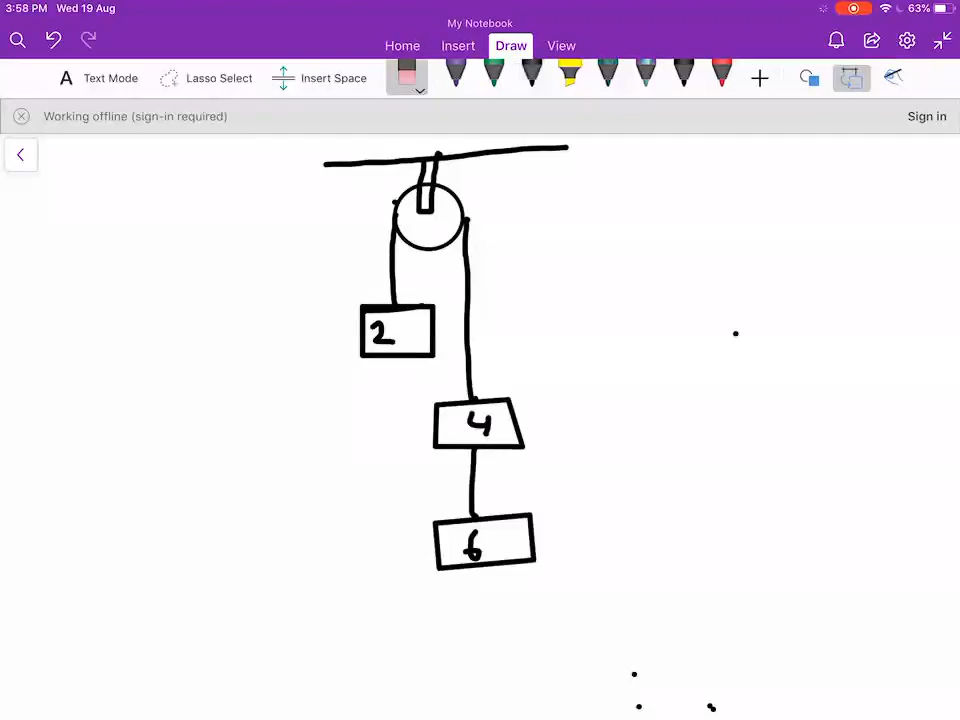 3:58 PM Wed 19 Aug 63%
My Notebook
Home Insert Draw View
A Text Mode Lasso Select Insert Space
Working offline (sign-in required) Sign in
2
4
6